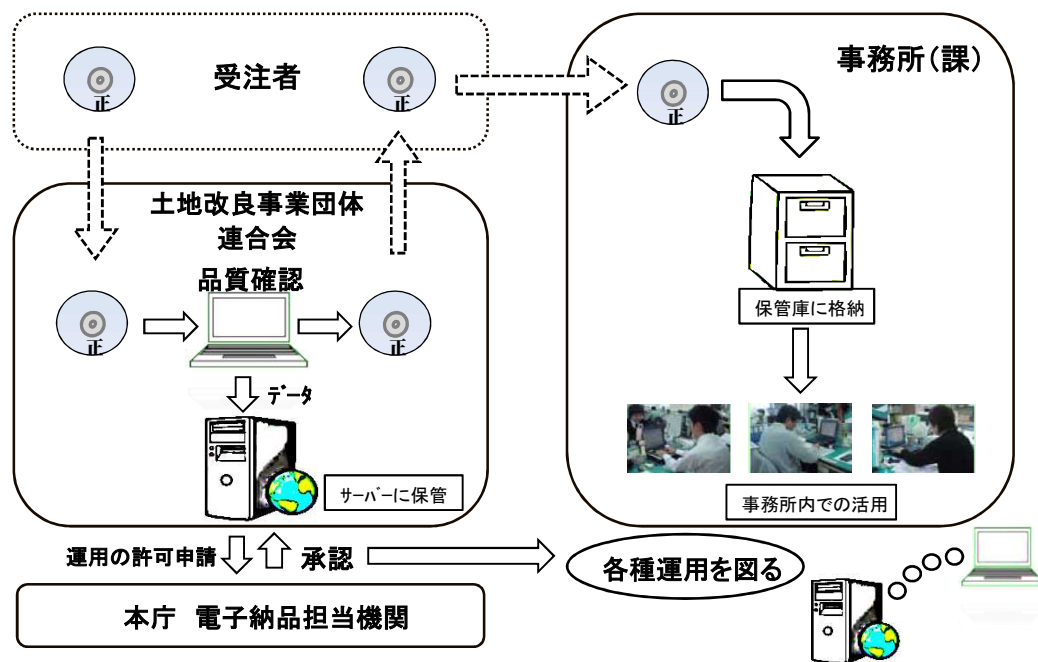 正
受注者
正
正
事務所(課)
土地改良事業団体
連合会
品質確認
正
正
データ
サーバーに保管
保管庫に格納
事務所内での活用
運用の許可申請
承認
各種運用を図る
本庁 電子納品担当機関